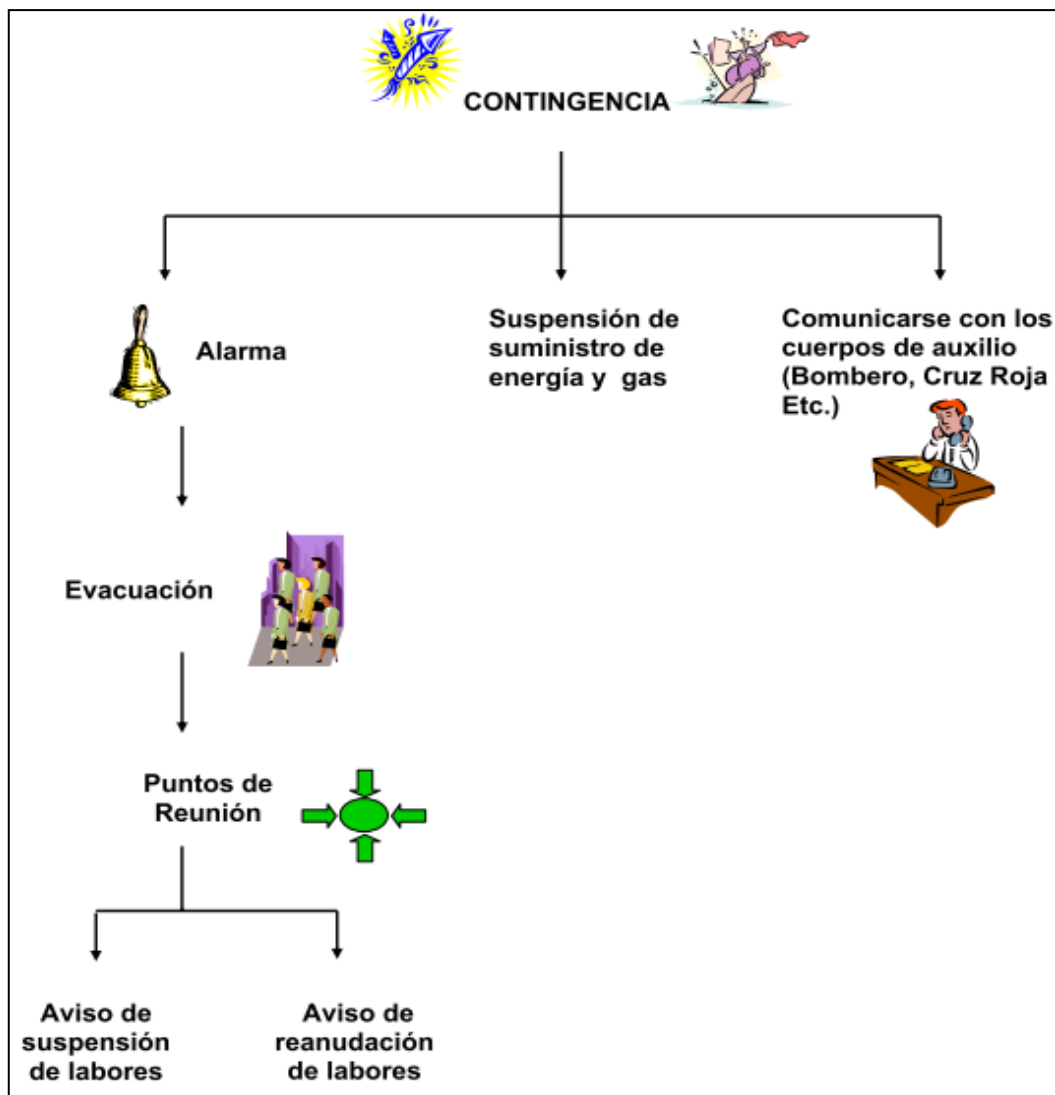 CONTINGENCIA
Alarma
Suspensión de
suministro de
energía y gas
Comunicarse con los
cuerpos de auxilio
(Bombero, Cruz Roja
Etc.)
Evacuación
Puntos de
Reunión
Aviso de
suspensión
de labores
Aviso de
reanudación
de labores